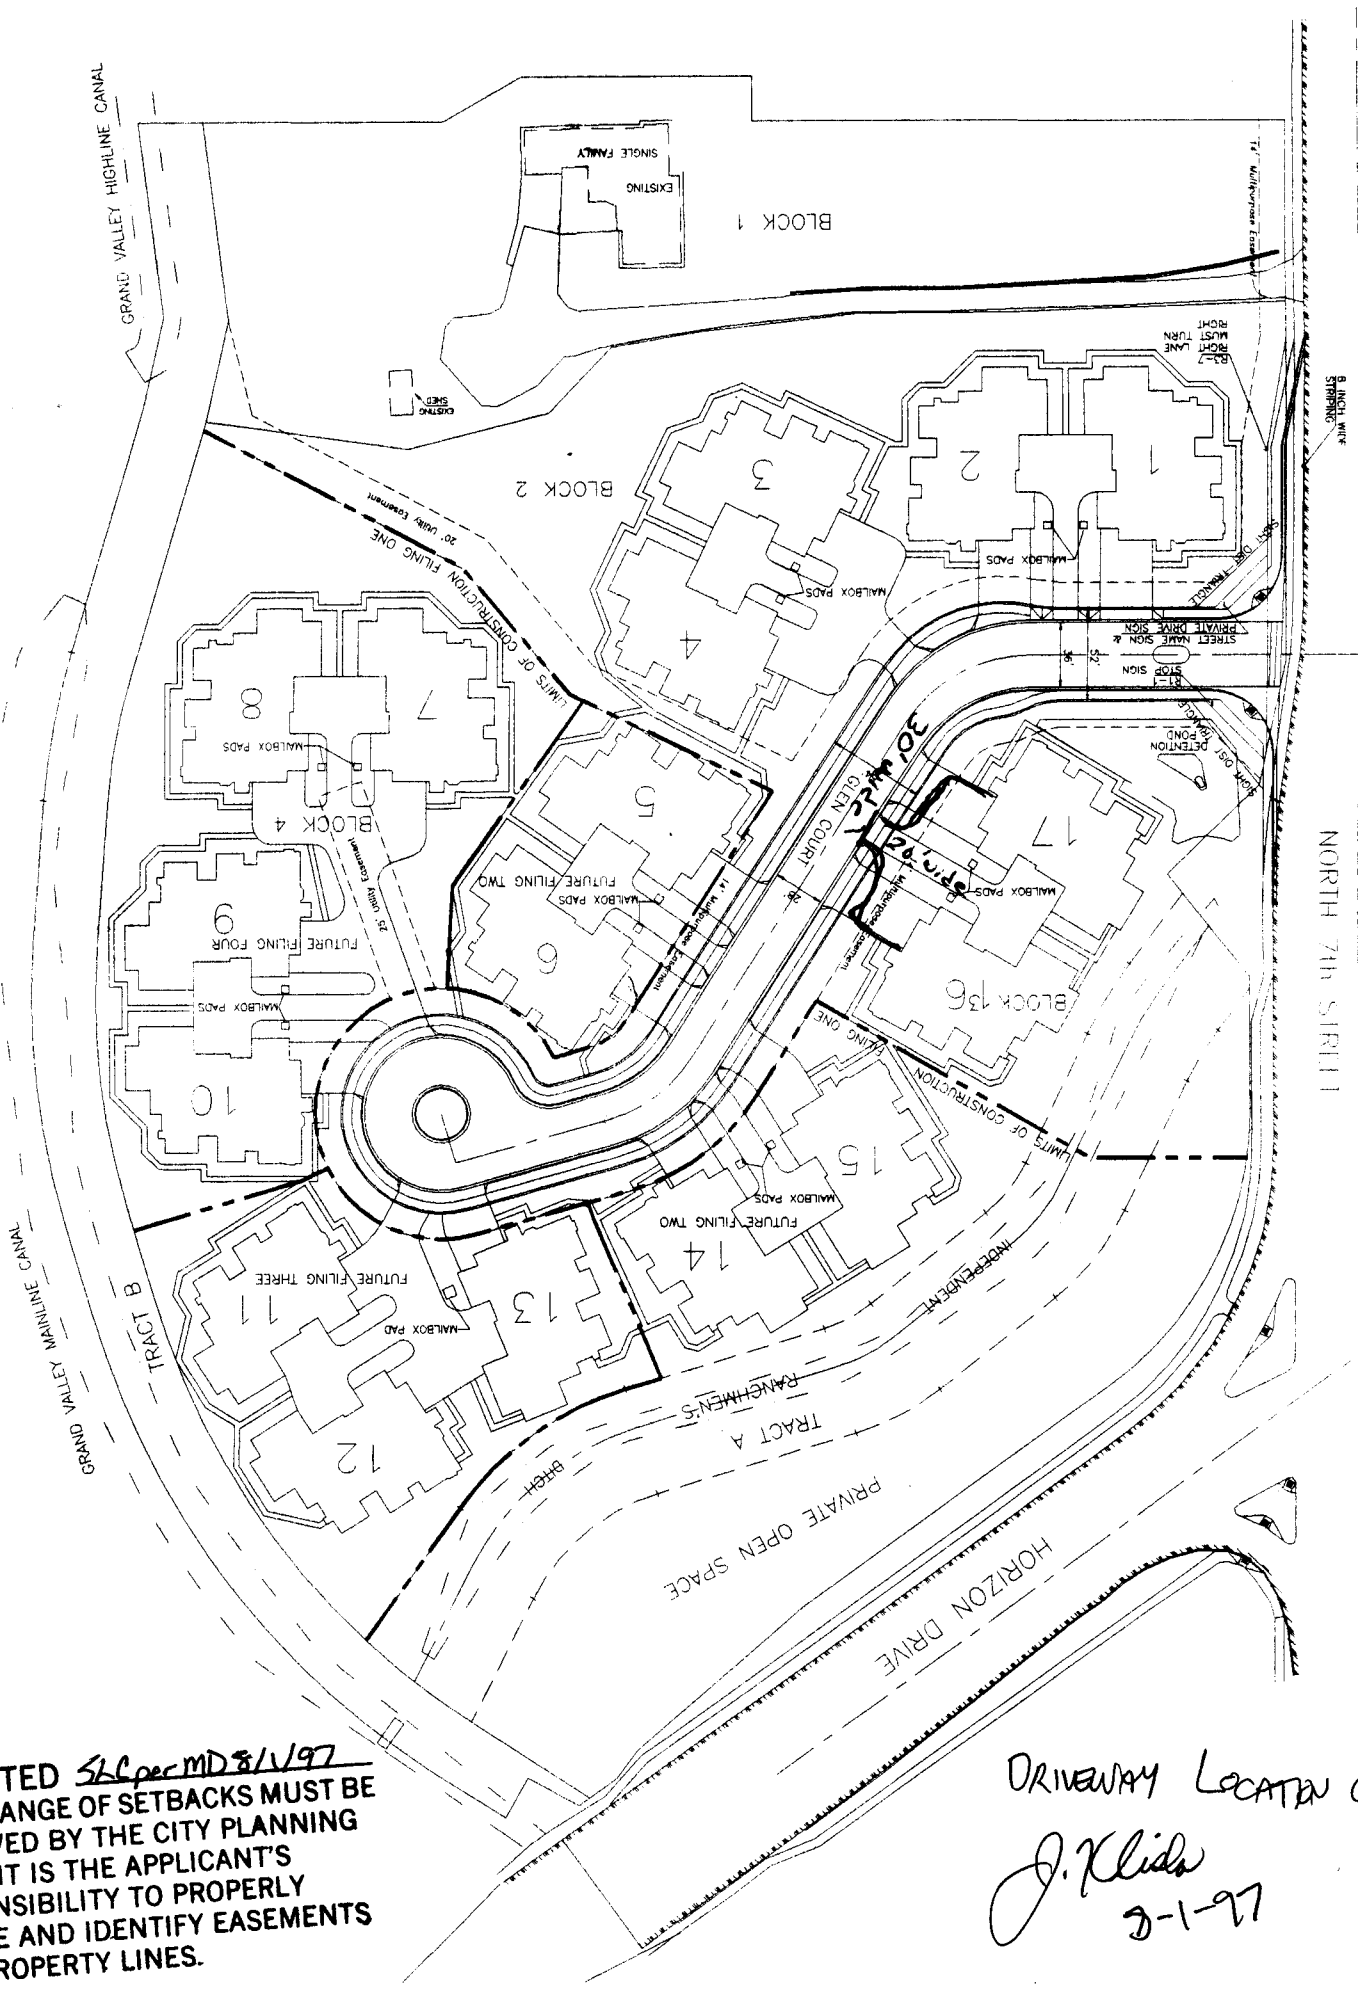 GRAND VALLEY HIGHLINE CANAL
SINGLE FAMILY
EXISTING
BLOCK 1
14' Multipurpose Easement
R3-7
RIGHT LANE
MUST TURN
RIGHT
8 INCH WIDE
STRIPING
EXISTING
SHED
BLOCK 2
20' Utility Easement
LIMITS OF CONSTRUCTION FILING ONE
3
2
1
4
MAILBOX PADS
MAILBOX PADS
SIGHT DIST TRIANGLE
STREET NAME SIGN &
PRIVATE DRIVE SIGN
R1-1
STOP SIGN
36'
52'
SIGHT DIST TRIANGLE
DETENTION
POND
8
7
MAILBOX PADS
BLOCK 4
25' Utility Easement
5
FUTURE FILING TWO
MAILBOX PADS
6
14' Multipurpose Easement
GLEN COURT
28'
30' wide
opin'g
Multipurpose Easement
17
MAILBOX PADS
BLOCK 3
16
NORTH 7th STREET
9
FUTURE FILING FOUR
MAILBOX PADS
10
LIMITS OF CONSTRUCTION FILING ONE
15
MAILBOX PADS
FUTURE FILING TWO
14
11
FUTURE FILING THREE
13
MAILBOX PAD
12
TRACT B
GRAND VALLEY MAINLINE CANAL
INDEPENDENT
RANCHMEN'S
DITCH
TRACT A
PRIVATE OPEN SPACE
HORIZON DRIVE
TED SLC per MD 8/1/97
ANGE OF SETBACKS MUST BE
VED BY THE CITY PLANNING
IT IS THE APPLICANT'S
NSIBILITY TO PROPERLY
E AND IDENTIFY EASEMENTS
ROPERTY LINES.
DRIVEWAY LOCATION
J. Kliska
8-1-97